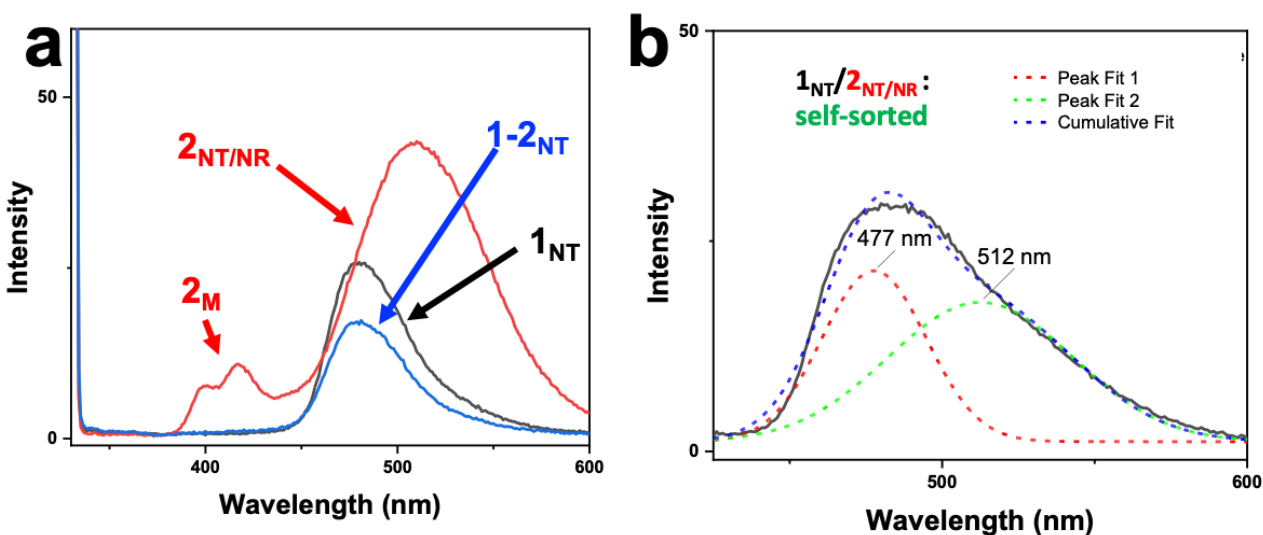 a
50
0
Intensity
2NT/NR
1-2NT
1NT
2M
400
500
600
Wavelength (nm)
b
50
0
Intensity
1NT/2NT/NR:
self-sorted
Peak Fit 1
Peak Fit 2
Cumulative Fit
477 nm
512 nm
500
600
Wavelength (nm)